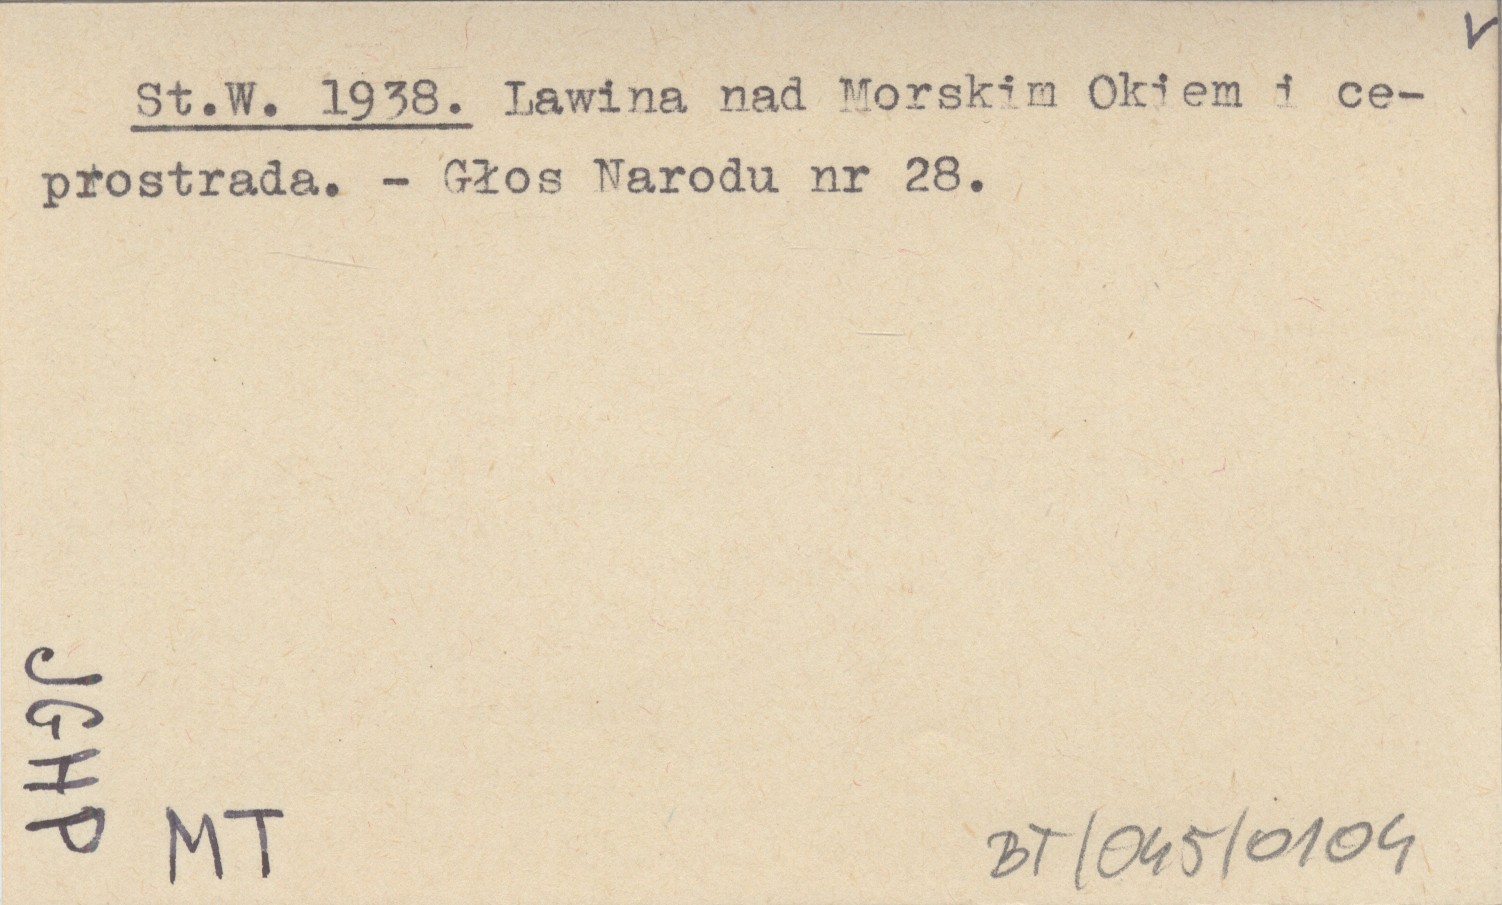 V
St.W. 1938. Lawina nad Morskim Okiem i ce-
prostrada. - Głos Narodu nr 28.
JGHP
MT
BT/045/0104